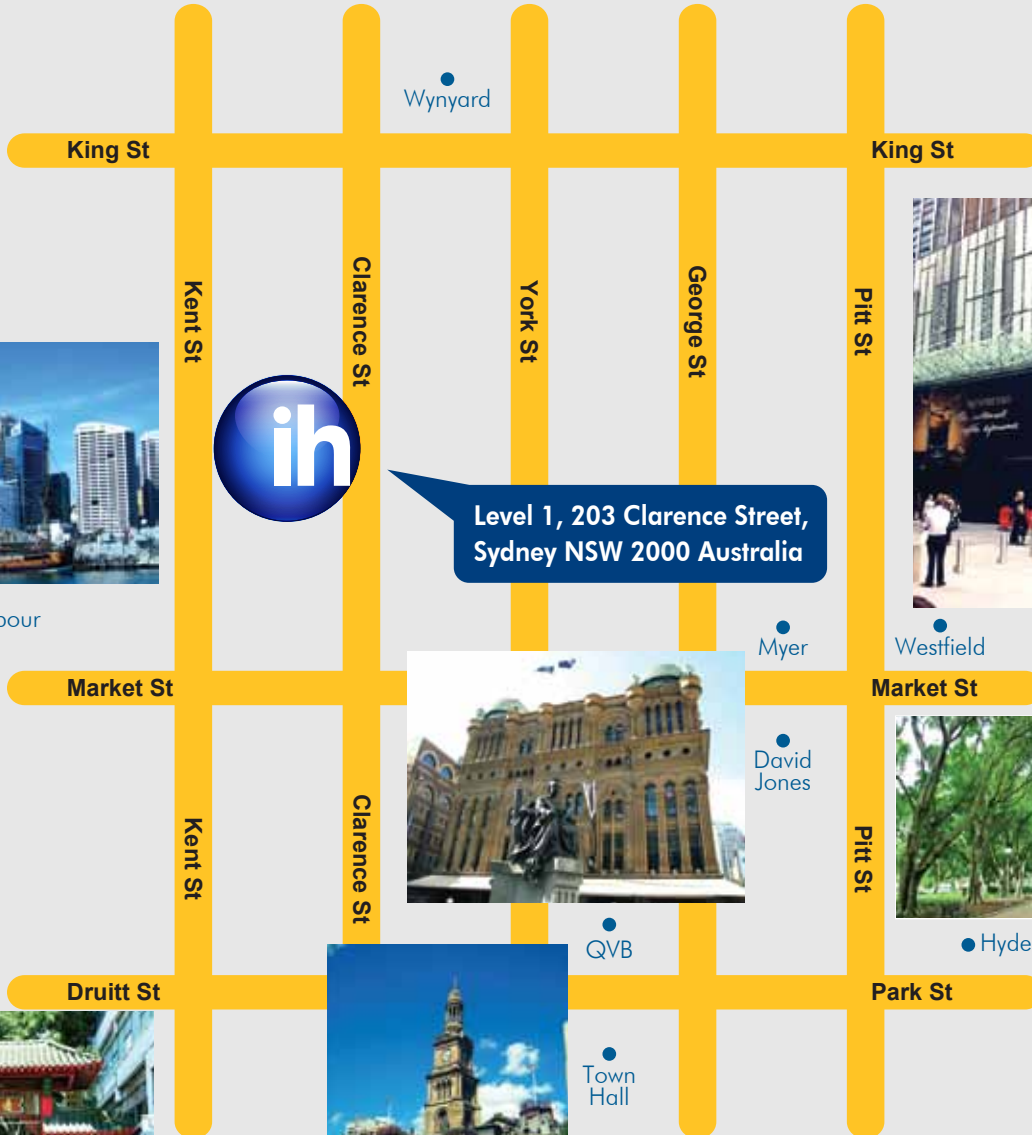 Wynyard
King St
King St
Kent St
Clarence St
York St
George St
Pitt St
ih
Level 1, 203 Clarence Street,
Sydney NSW 2000 Australia
Myer
Westfield
Market St
Market St
David
Jones
Kent St
Clarence St
Pitt St
QVB
Hyde
Druitt St
Park St
Town
Hall